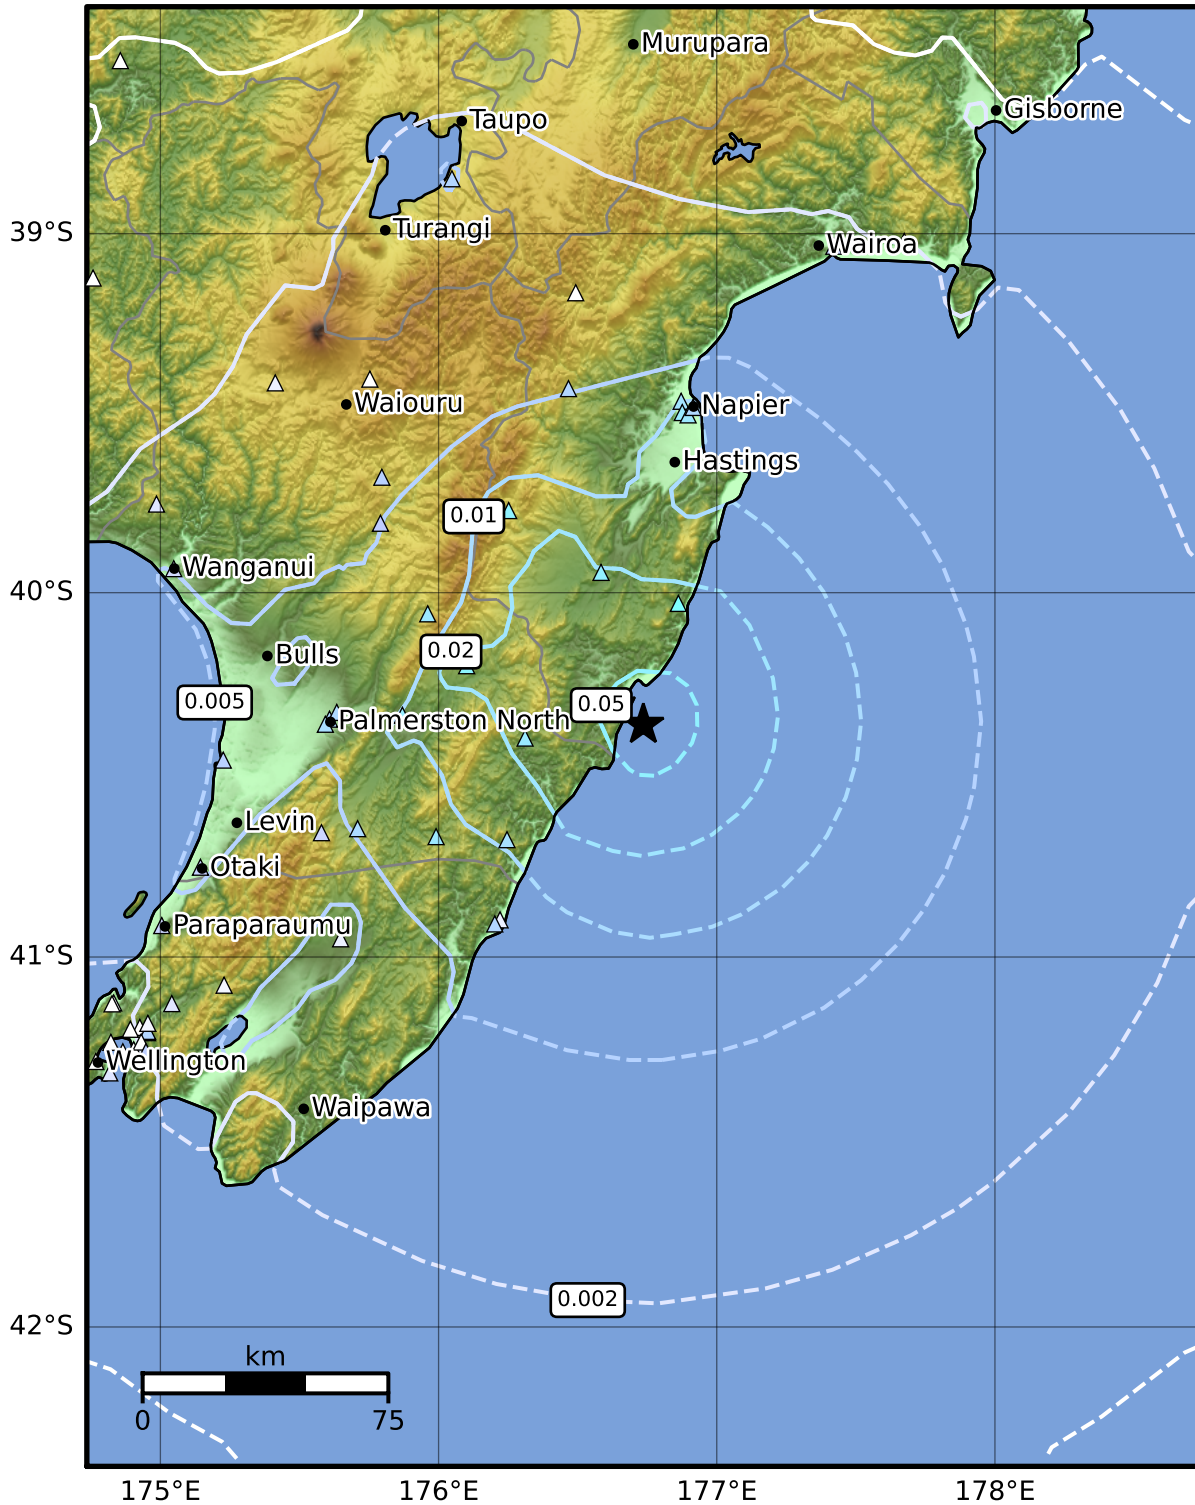 Murupara
Gisborne
Taupo
Turangi
39°S
Wairoa
Waiouru
Napier
Hastings
0.01
Wanganui
40°S
0.02
Bulls
0.005
0.05
Palmerston North
Levin
Otaki
Paraparaumu
41°S
Wellington
Waipawa
0.002
42°S
km
0
75
175°E
176°E
177°E
178°E